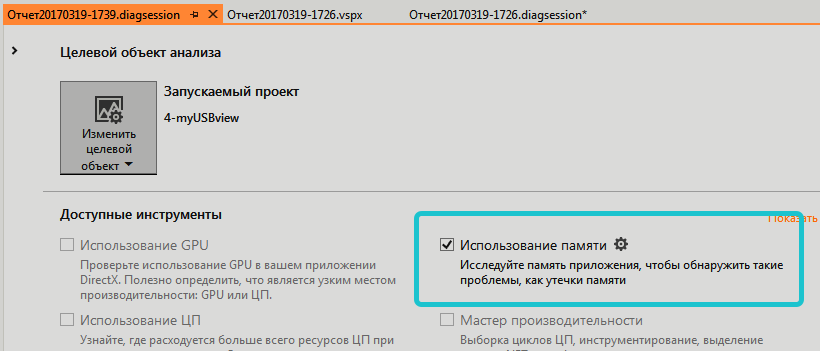 Отчет20170319-1739.diagsession Отчет20170319-1726.vspx Отчет20170319-1726.diagsession*
Целевой объект анализа
Изменить
целевой
объект
Запускаемый проект
4-myUSBview
Доступные инструменты
Показать
Использование GPU
Проверьте использование GPU в вашем приложении
DirectX. Полезно определить, что является узким местом
производительности: GPU или ЦП.
Использование памяти
Исследуйте память приложения, чтобы обнаружить такие
проблемы, как утечки памяти
Использование ЦП
Узнайте, где расходуется больше всего ресурсов ЦП при
Мастер производительности
Выборка циклов ЦП, инструментирование, выделение